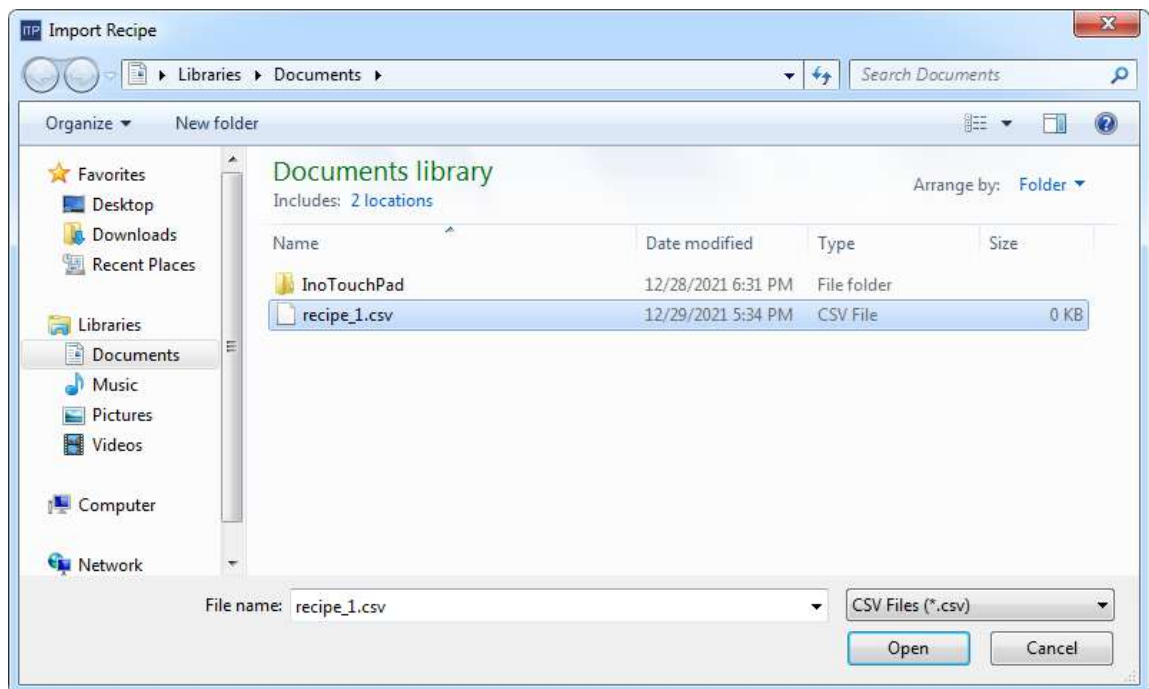 ITP Import Recipe
Libraries Documents Search Documents
Organize New folder
Favorites
Desktop
Downloads
Recent Places
Libraries
Documents
Music
Pictures
Videos
Computer
Network
Documents library
Includes: 2 locations
Arrange by: Folder
Name Date modified Type Size
InoTouchPad 12/28/2021 6:31 PM File folder
recipe_1.csv 12/29/2021 5:34 PM CSV File 0 KB
File name: recipe_1.csv CSV Files (*.csv)
Open Cancel